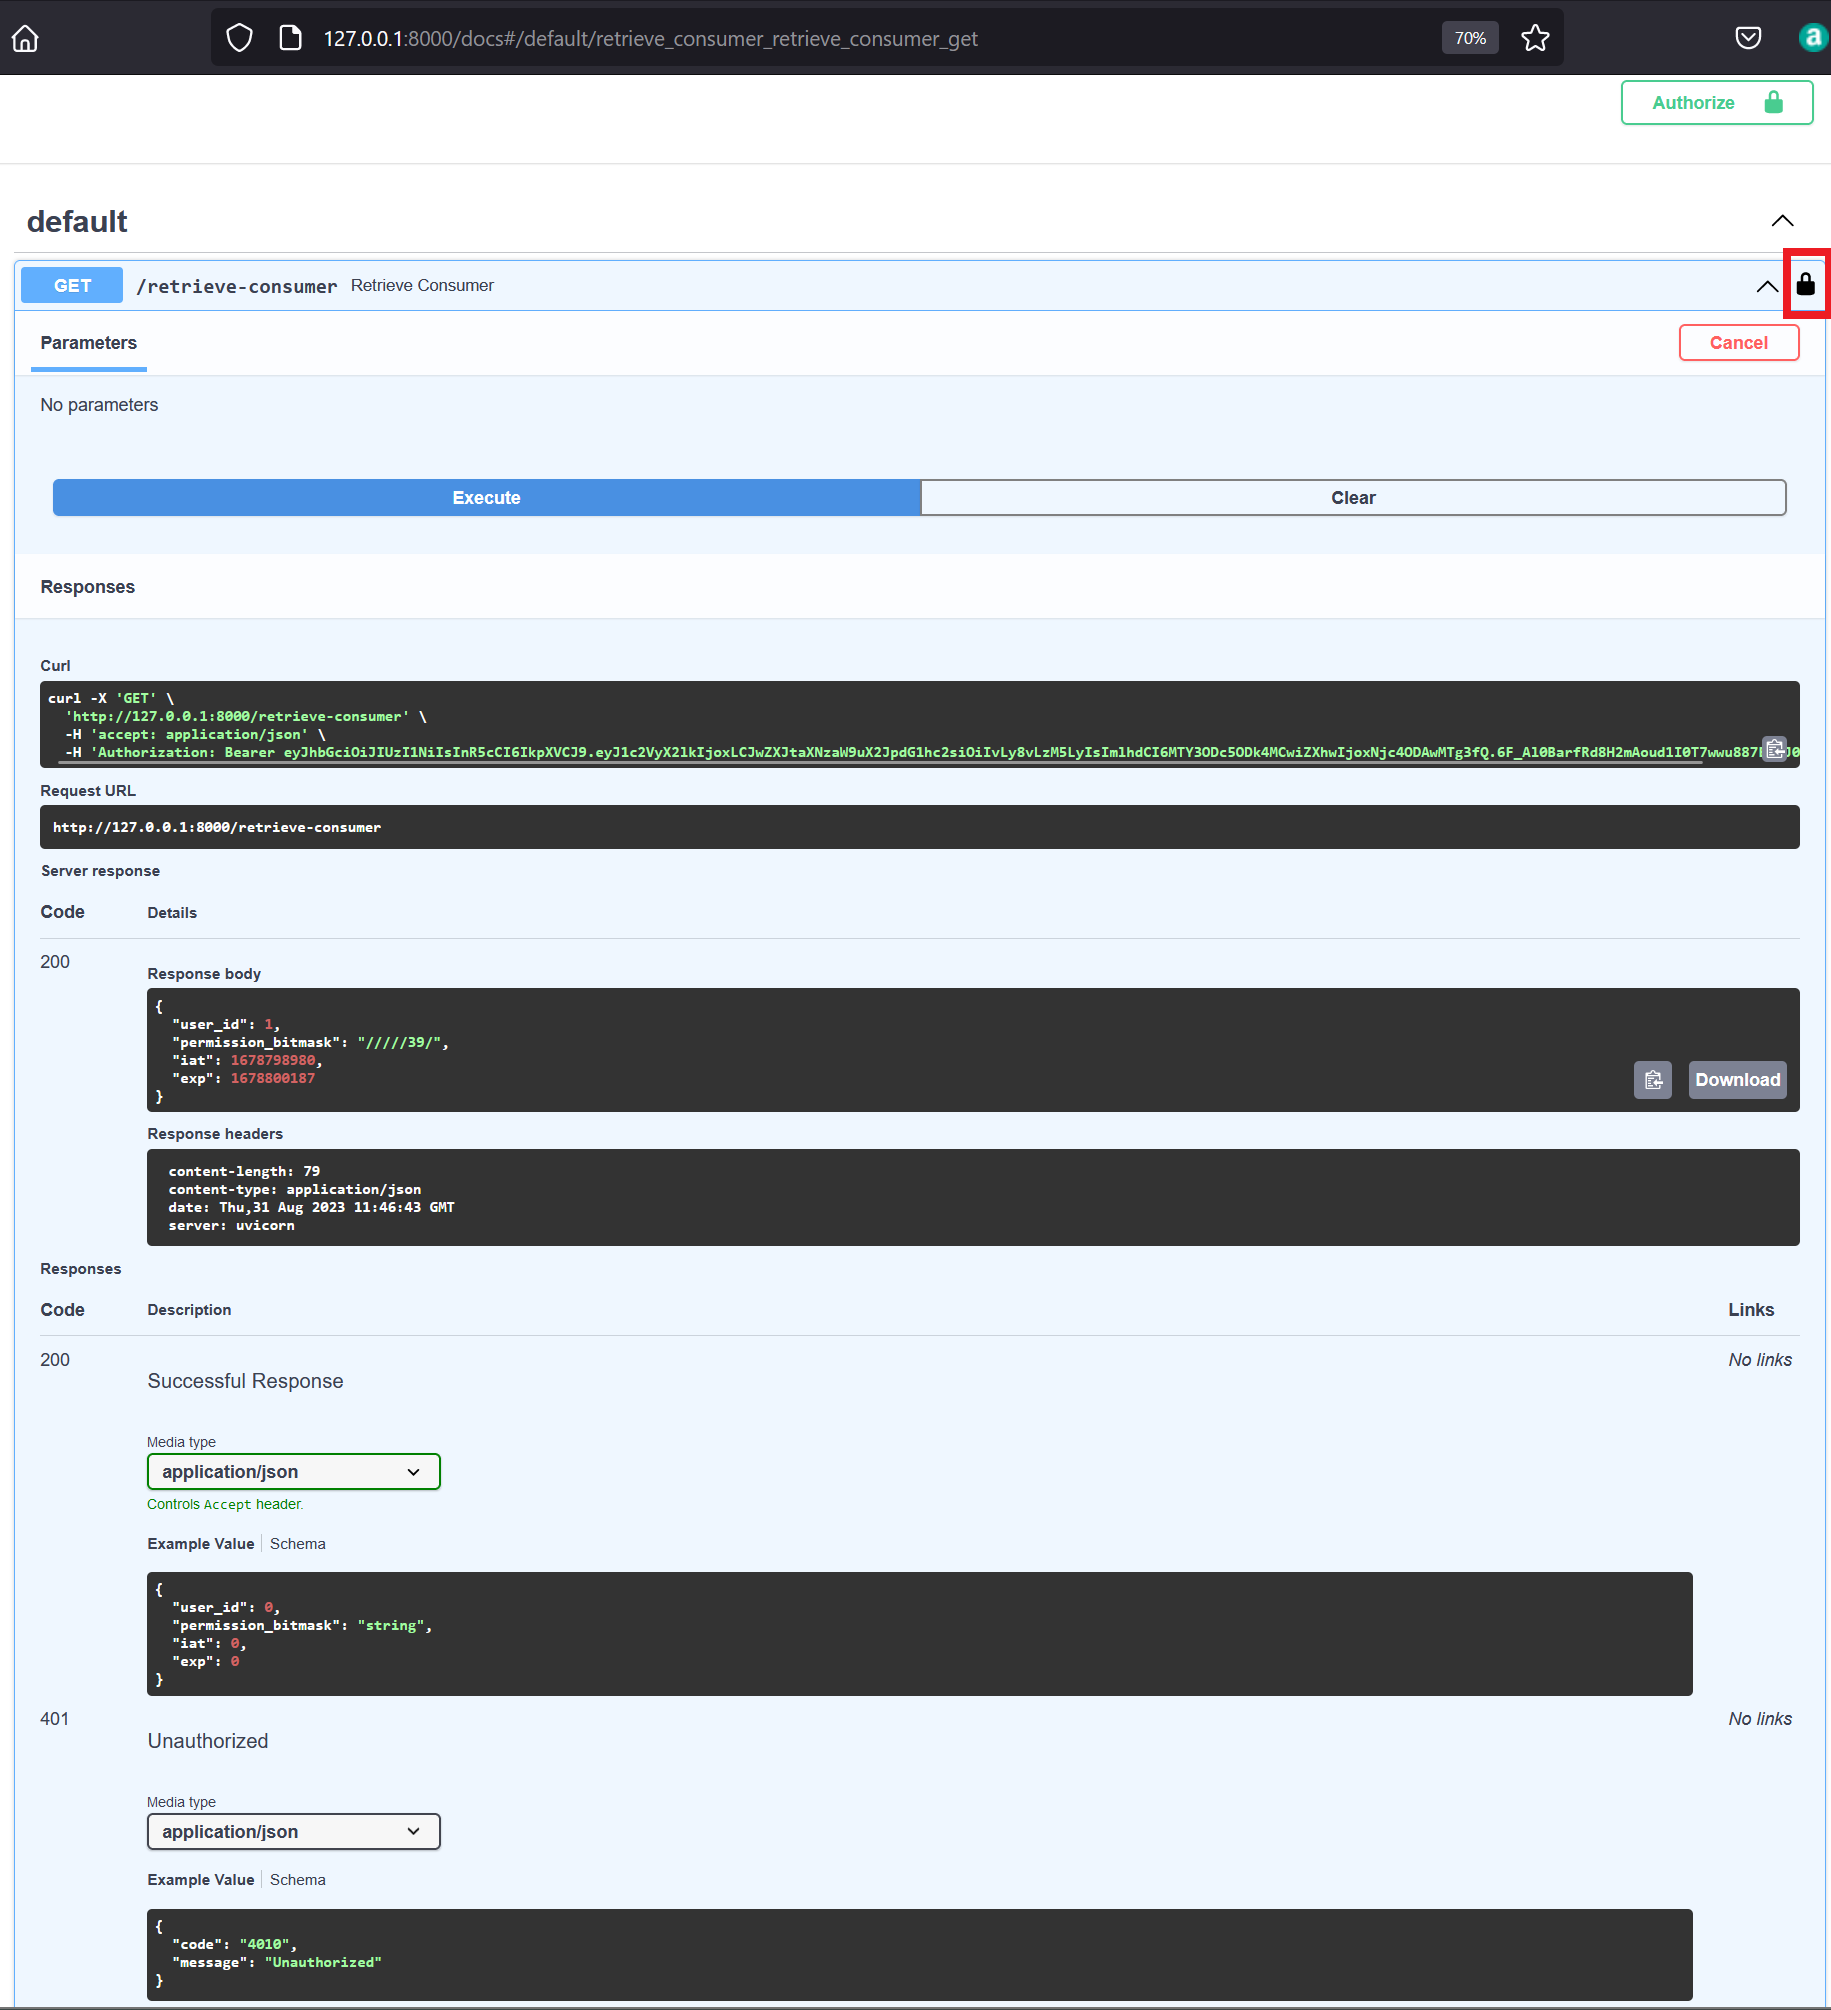 127.0.0.1:8000/docs#/default/retrieve_consumer_retrieve_consumer_get
70%
a
Authorize
default
GET /retrieve-consumer Retrieve Consumer
Parameters
Cancel
No parameters
Execute
Clear
Responses
Curl
curl -X 'GET' \
'http://127.0.0.1:8000/retrieve-consumer' \
-H 'accept: application/json' \
-H 'Authorization: Bearer
Request URL
http://127.0.0.1:8000/retrieve-consumer
Server response
Code Details
200
Response body
{
"user_id": 1,
"permission_bitmask": "/////39/",
"iat": 1678798980,
"exp": 1678800187
}
Download
Response headers
content-length: 79
content-type: application/json
date: Thu,31 Aug 2023 11:46:43 GMT
server: uvicorn
Responses
Code Description Links
200 No links
Successful Response
Media type
application/json
Controls Accept header.
Example Value Schema
{
"user_id": 0,
"permission_bitmask": "string",
"iat": 0,
"exp": 0
}
401 No links
Unauthorized
Media type
application/json
Example Value Schema
{
"code": "4010",
"message": "Unauthorized"
}